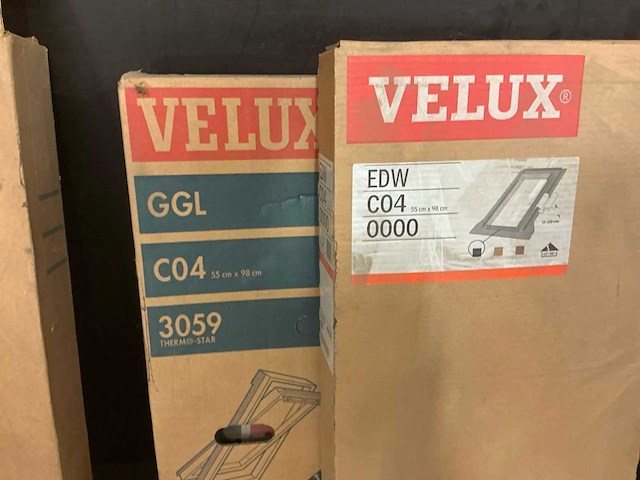 VELUX
GGL
C04 55 cm x 98 cm
3059
THERMO-STAR
VELUX®
EDW
C04 55 cm x 98 cm
0000